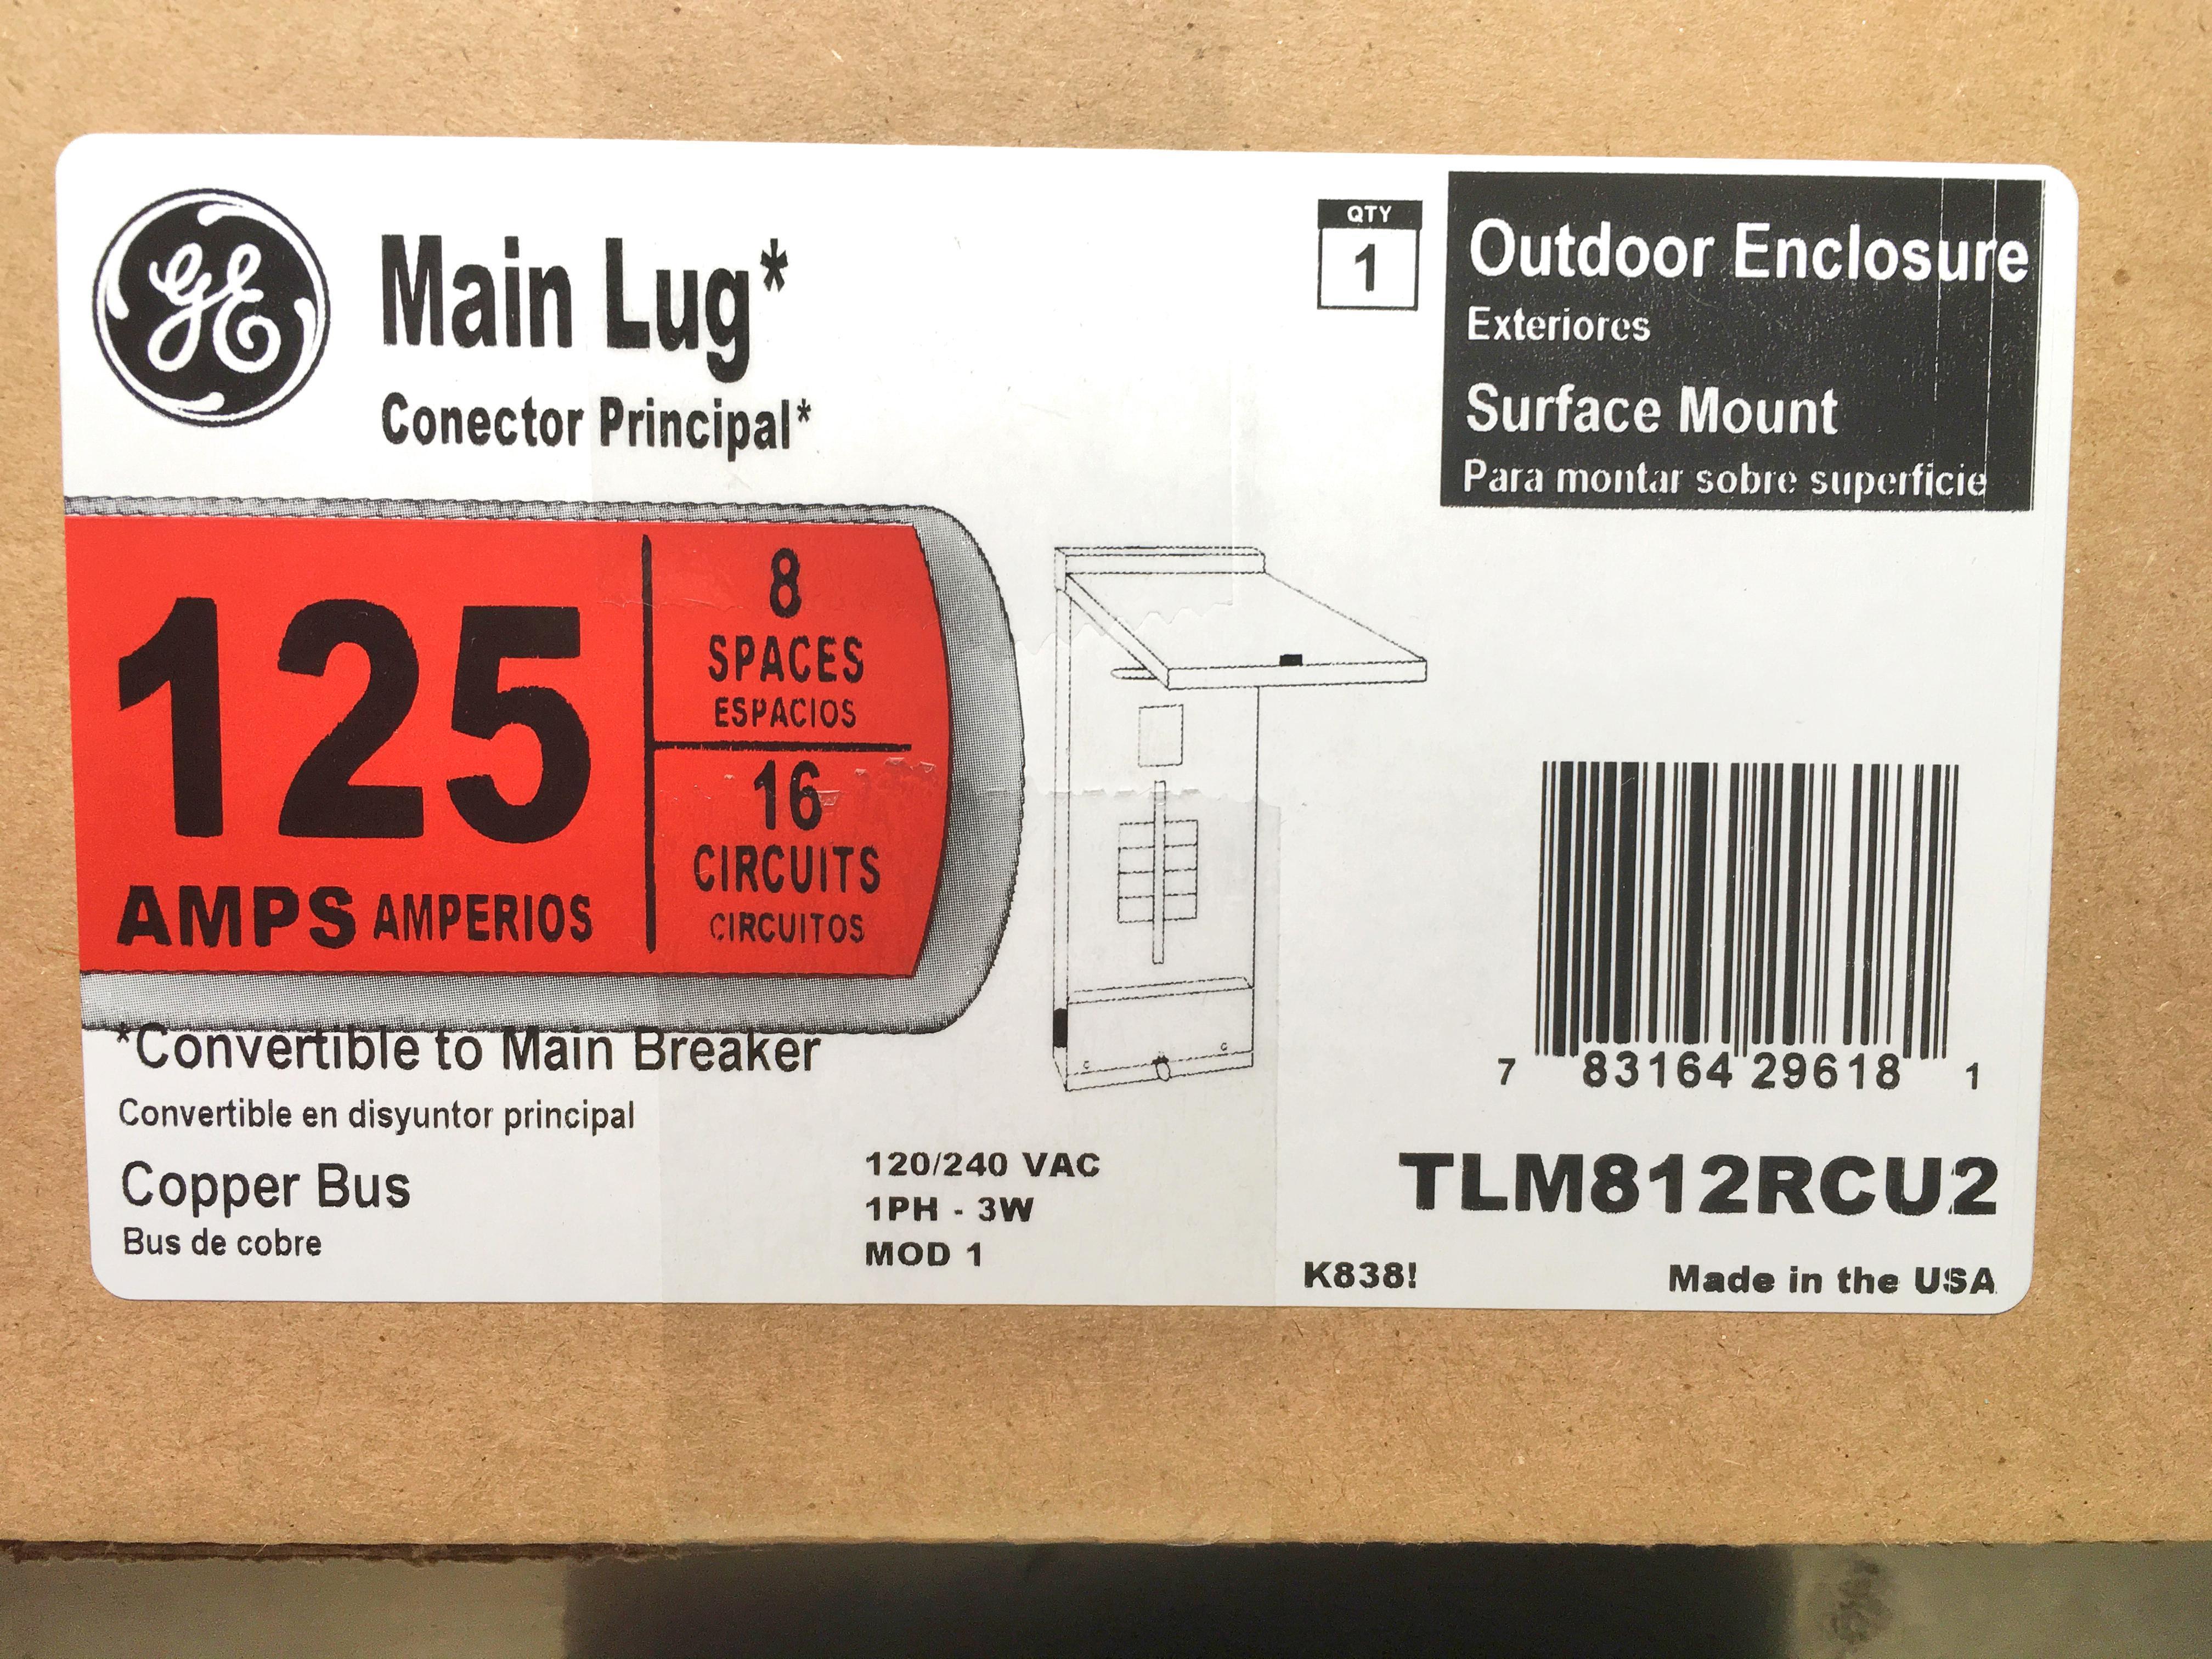 GE
Main Lug*
Conector Principal*
QTY
1
Outdoor Enclosure
Exteriores
Surface Mount
Para montar sobre superficie
125
AMPS AMPERIOS
8
SPACES
ESPACIOS
16
CIRCUITS
CIRCUITOS
*Convertible to Main Breaker
Convertible en disyuntor principal
Copper Bus
Bus de cobre
120/240 VAC
1PH - 3W
MOD 1
7 83164 29618 1
TLM812RCU2
K838!
Made in the USA